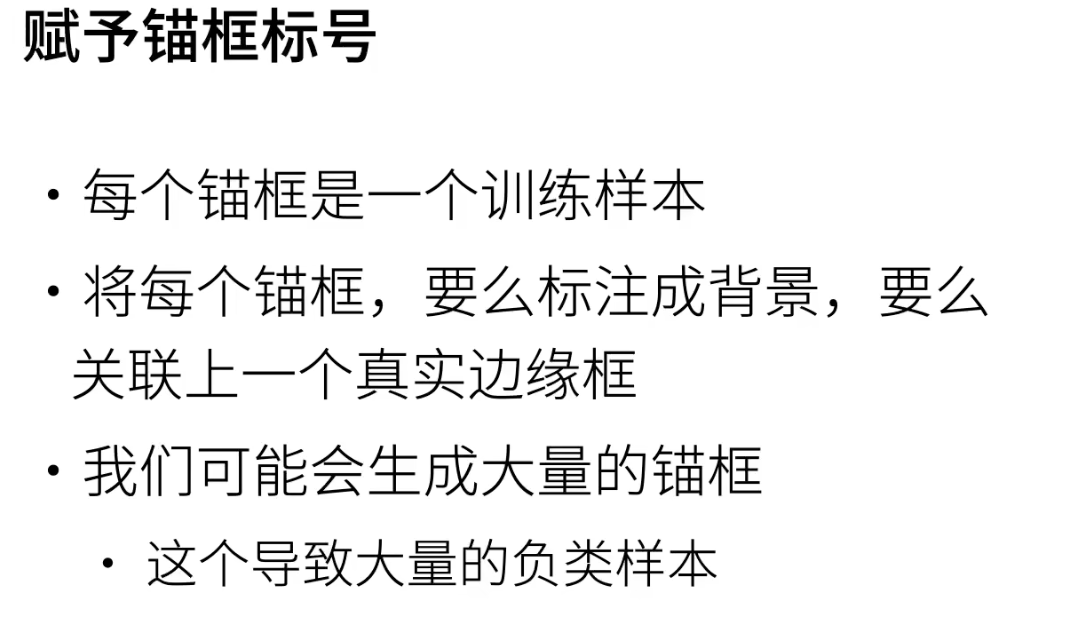 赋予锚框标号
• 每个锚框是一个训练样本
• 将每个锚框，要么标注成背景，要么
关联上一个真实边缘框
• 我们可能会生成大量的锚框
• 这个导致大量的负类样本